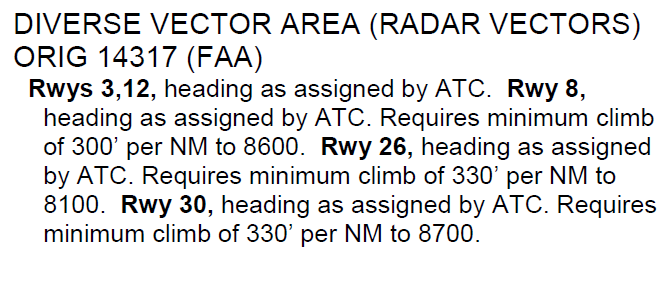 DIVERSE VECTOR AREA (RADAR VECTORS)
ORIG 14317 (FAA)
Rwys 3,12, heading as assigned by ATC.  Rwy 8,
heading as assigned by ATC. Requires minimum climb
of 300’ per NM to 8600.  Rwy 26, heading as assigned
by ATC. Requires minimum climb of 330’ per NM to
8100.  Rwy 30, heading as assigned by ATC. Requires
minimum climb of 330’ per NM to 8700.